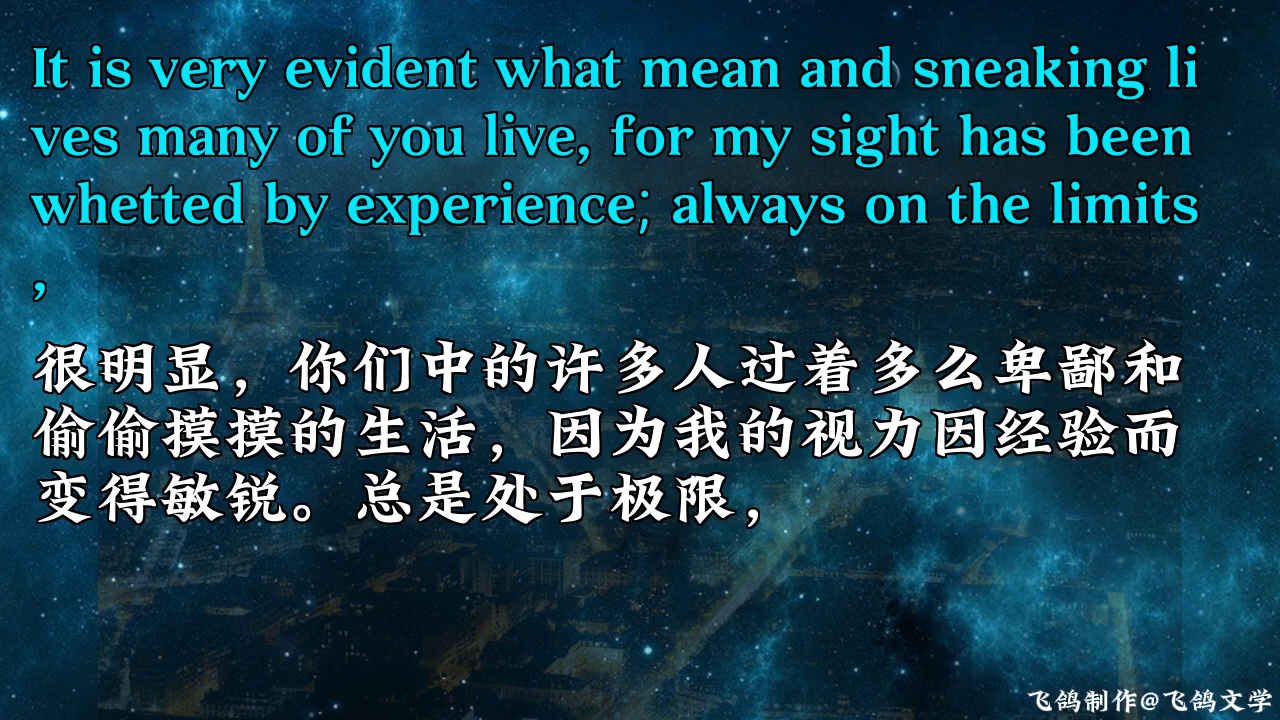 It is very evident what mean and sneaking li
ves many of you live, for my sight has been
whetted by experience; always on the limits
,
很明显，你们中的许多人过着多么卑鄙和
偷偷摸摸的生活，因为我的视力因经验而
变得敏锐。总是处于极限，
飞鸽制作@飞鸽文学